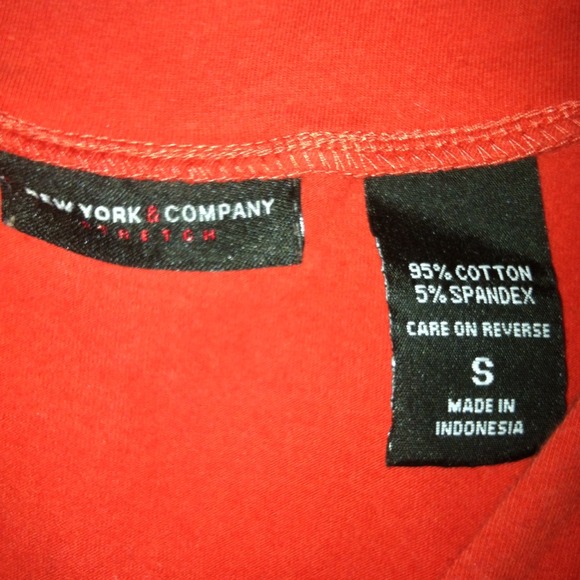 NEW YORK & COMPANY
STRETCH
95% COTTON
5% SPANDEX
CARE ON REVERSE
S
MADE IN
INDONESIA